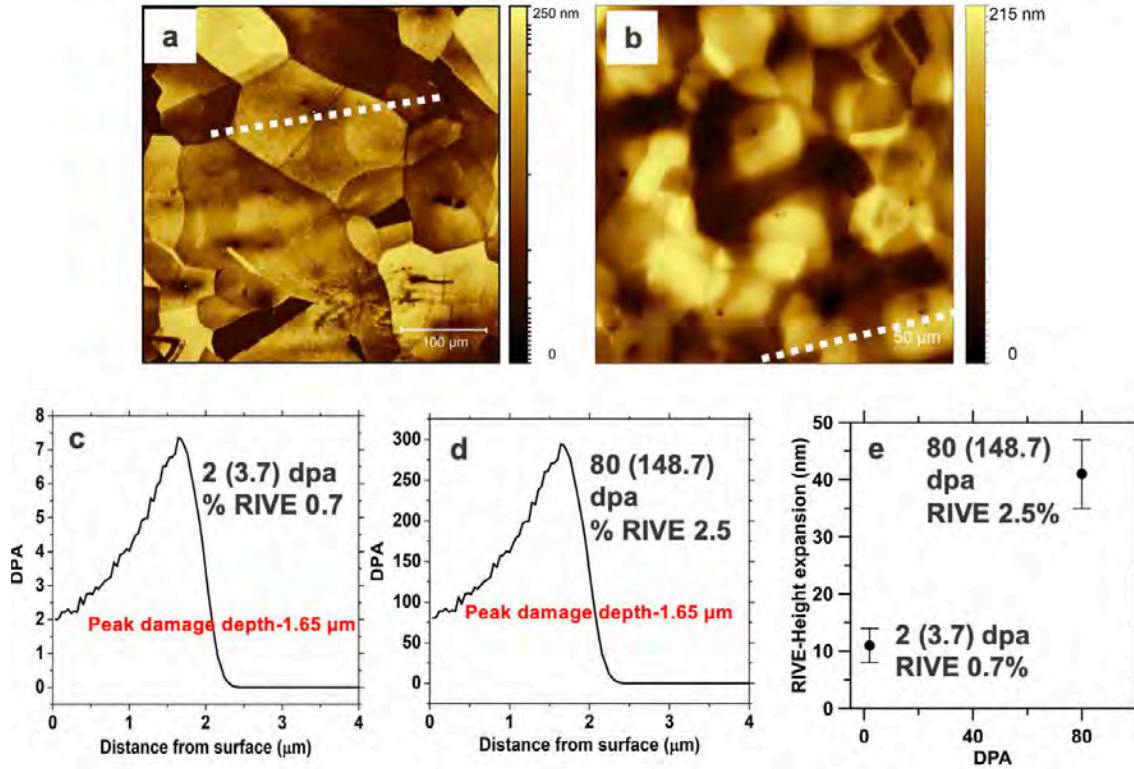 a
250 nm
100 µm
0
b
215 nm
50 µm
0
c
2 (3.7) dpa
% RIVE 0.7
Peak damage depth-1.65 µm
DPA
8
7
6
5
4
3
2
1
0
0 1 2 3 4
Distance from surface (µm)
d
80 (148.7)
dpa
% RIVE 2.5
Peak damage depth-1.65 µm
DPA
300
250
200
150
100
50
0
0 1 2 3 4
Distance from surface (µm)
e
80 (148.7)
dpa
RIVE 2.5%
2 (3.7) dpa
RIVE 0.7%
RIVE-Height expansion (nm)
50
40
30
20
10
0
0 40 80
DPA